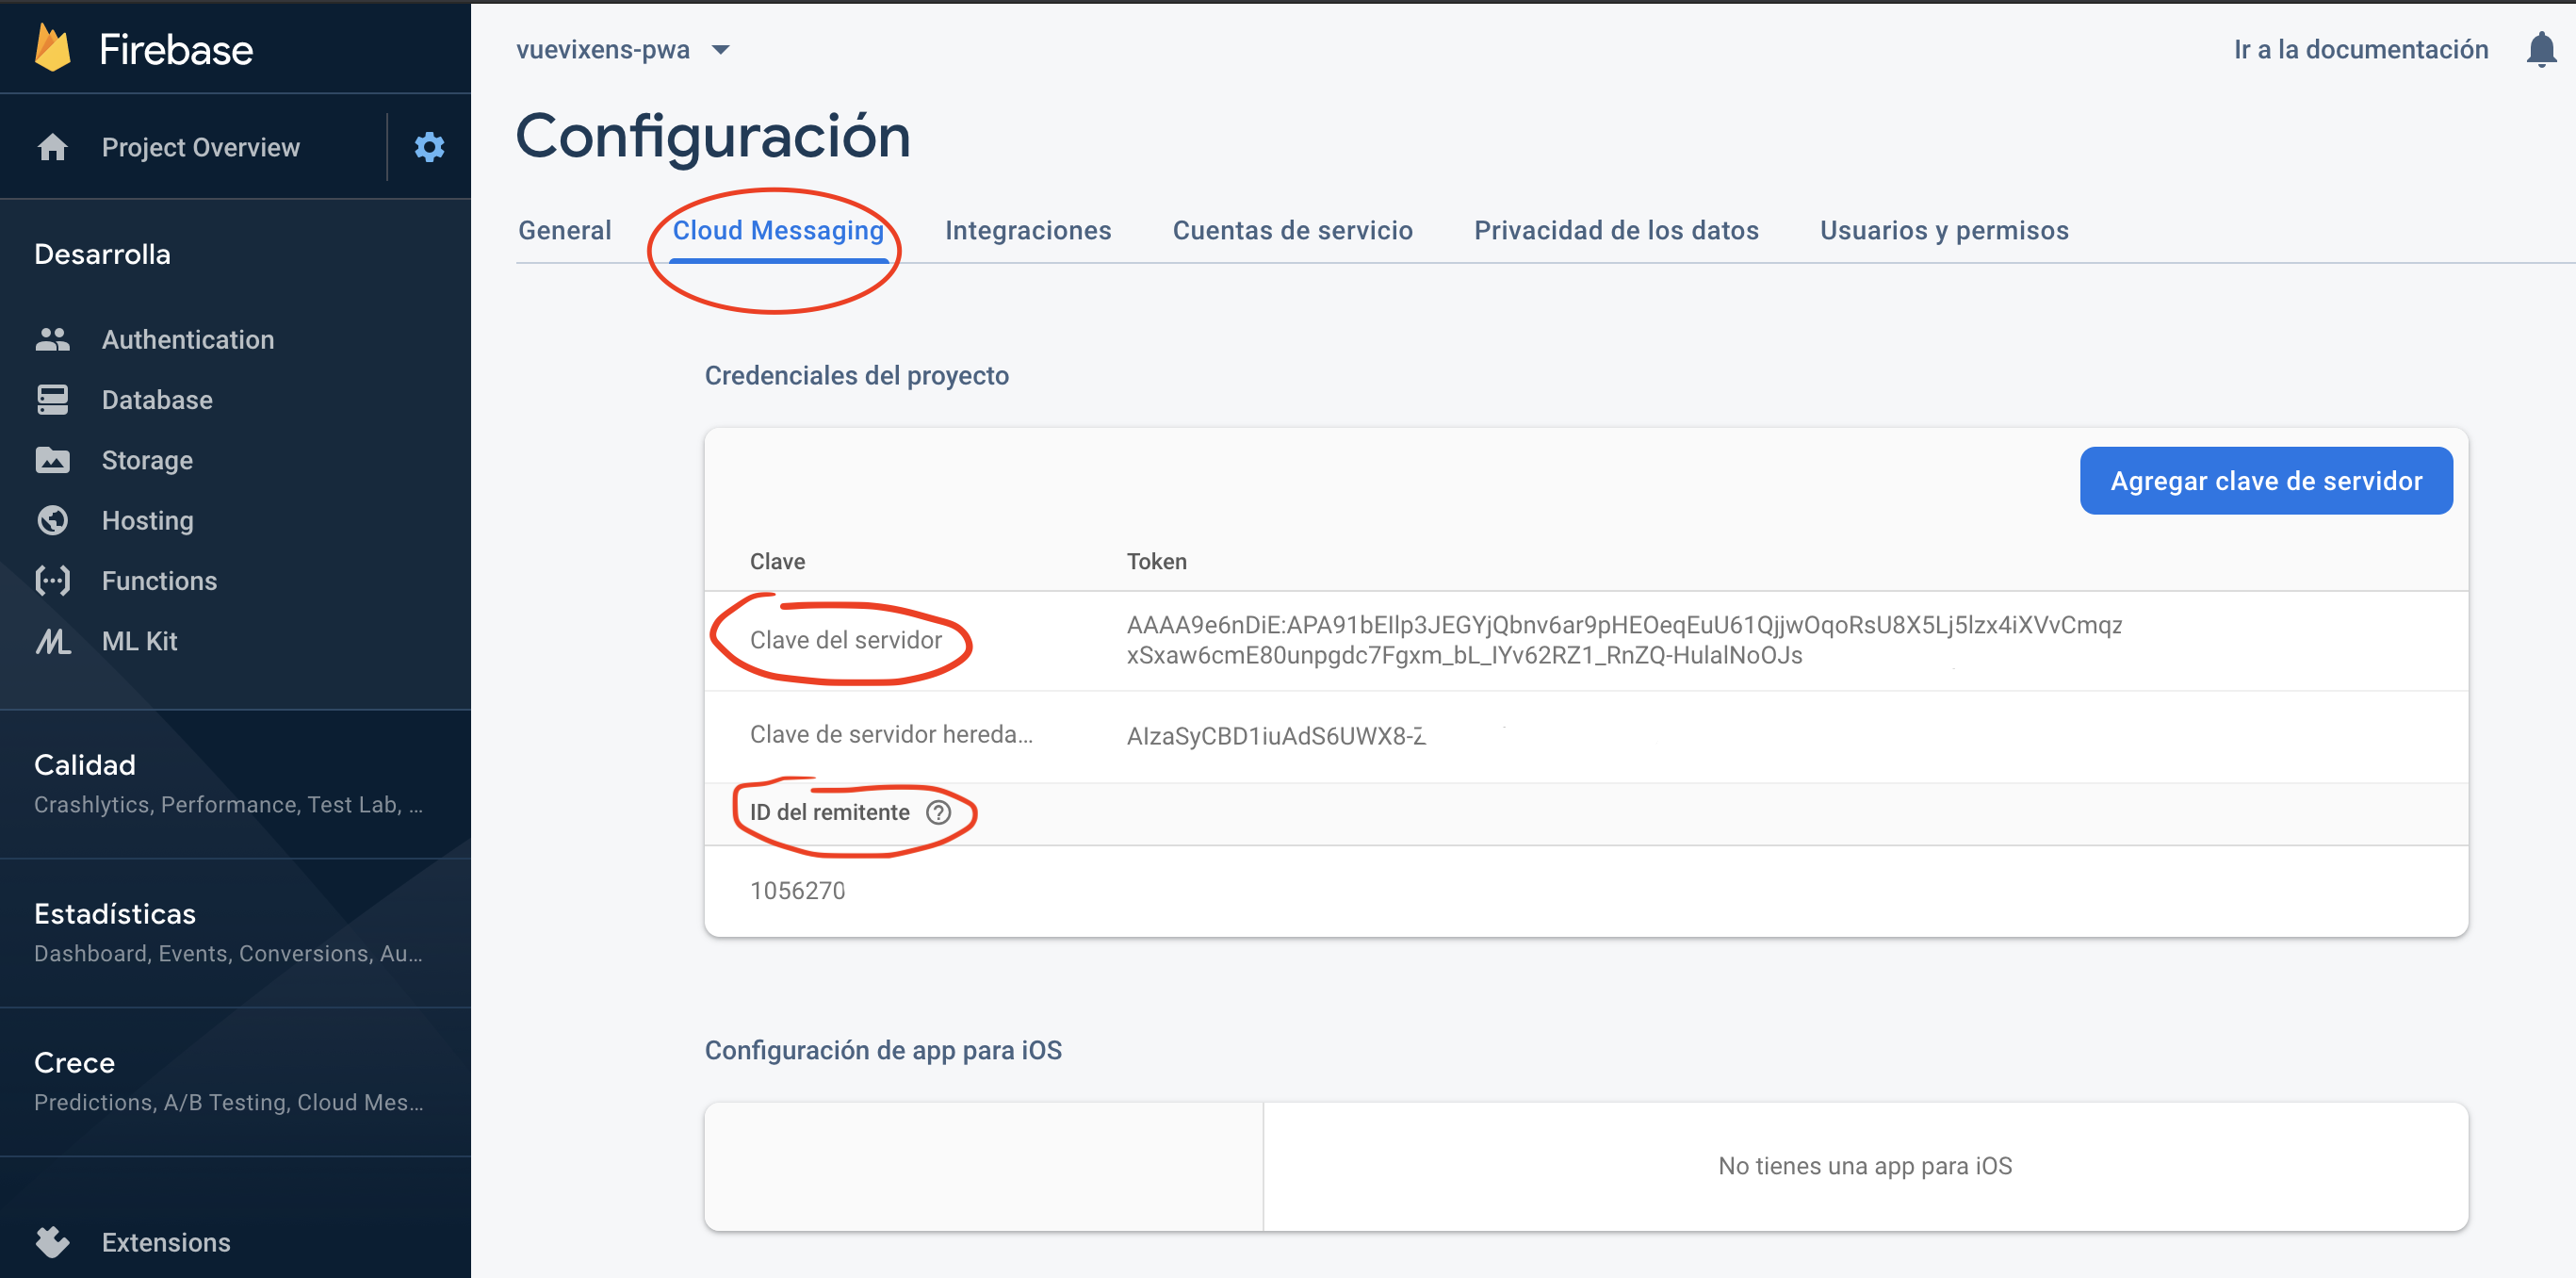 Firebase
Project Overview
Desarrolla
Authentication
Database
Storage
Hosting
Functions
ML Kit
Calidad
Crashlytics, Performance, Test Lab, ...
Estadísticas
Dashboard, Events, Conversions, Au...
Crece
Predictions, A/B Testing, Cloud Mes...
Extensions
vuevixens-pwa
Ir a la documentación
Configuración
General Cloud Messaging Integraciones Cuentas de servicio Privacidad de los datos Usuarios y permisos
Credenciales del proyecto
Agregar clave de servidor
Clave Token
Clave del servidor
AAAA9e6nDiE:APA91bEIlp3JEGYjQbnv6ar9pHEOeqEuU61QjjwOqoRsU8X5Lj5lzx4iXVvCmqz
xSxaw6cmE80unpgdc7Fgxm_bL_IYv62RZ1_RnZQ-HulalNoOJs
Clave de servidor hereda... AIzaSyCBD1iuAdS6UWX8-Z
ID del remitente ?
1056270
Configuración de app para iOS
No tienes una app para iOS